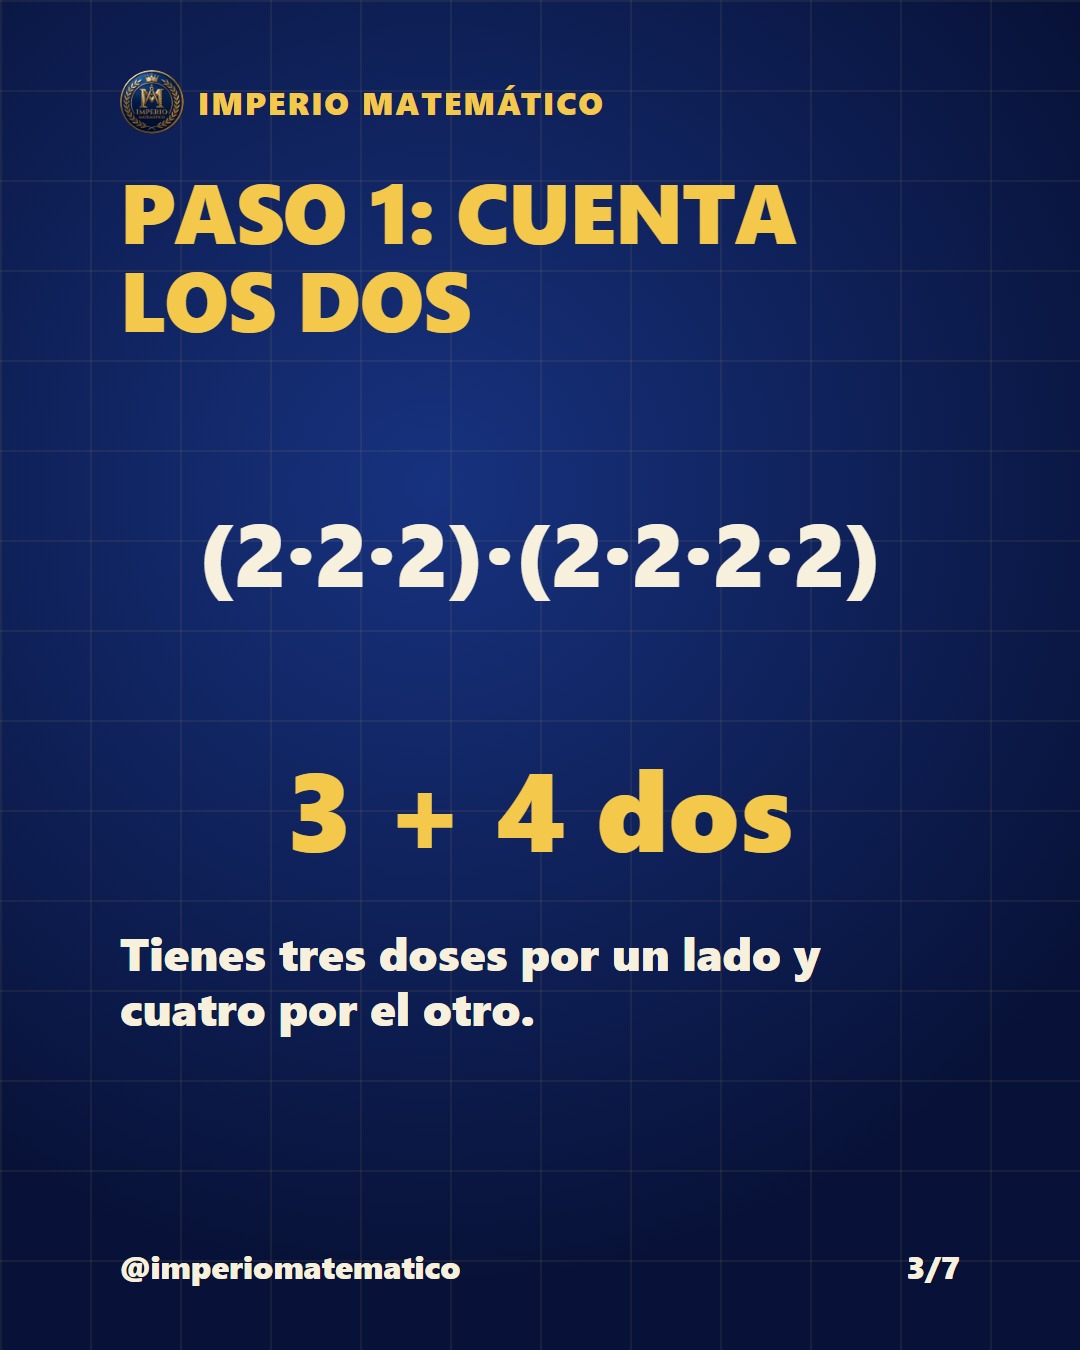 IMPERIO MATEMÁTICO
PASO 1: CUENTA
LOS DOS
(2·2·2)·(2·2·2·2)
3 + 4 dos
Tienes tres doses por un lado y
cuatro por el otro.
@imperiomatematico
3/7